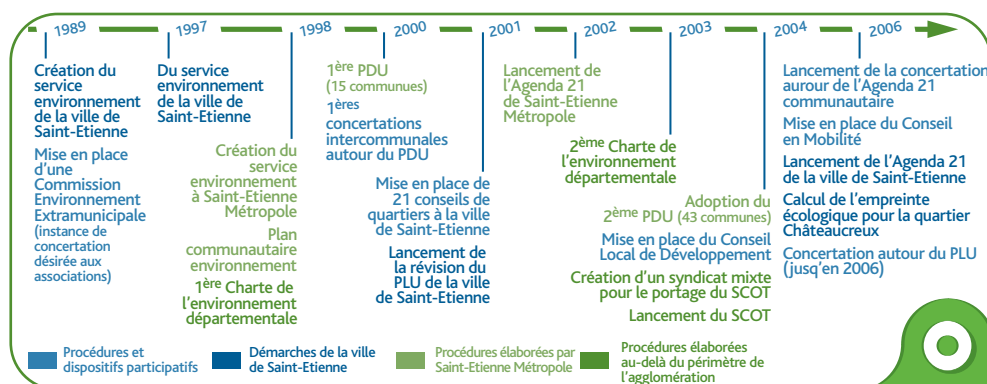 1989
1997
1998
2000
2001
2002
2003
2004
2006
Création du
service
environnement
de la ville de
Saint-Etienne
Mise en place
d'une
Commission
Environnement
Extramunicipale
(instance de
concertation
désirée aux
associations)
Du service
environnement
de la ville de
Saint-Etienne
Création du
service
environnement
à Saint-Etienne
Métropole
Plan
communautaire
environnement
1ère Charte de
l'environnement
départementale
1ère PDU
(15 communues)
1ères
concertations
intercommunales
autour du PDU
Mise en place de
21 conseils de
quartiers à la ville
de Saint-Etienne
Lancement de
la révision du
PLU de la ville
de Saint-Etienne
Lancement de
l'Agenda 21
de Saint-Etienne
Métropole
2ème Charte de
l'environnement
départementale
Adoption du
2ème PDU (43 communes)
Mise en place du Conseil
Local de Développement
Création d'un syndicat mixte
pour le portage du SCOT
Lancement du SCOT
Lancement de la concertation
aurour de l'Agenda 21
communautaire
Mise en place du Conseil
en Mobilité
Lancement de l'Agenda 21
de la ville de Saint-Etienne
Calcul de l'empreinte
écologique pour la quartier
Châteaucreux
Concertation autour du PLU
(jusq'en 2006)
Procédures et
dispositifs participatifs
Démarches de la ville
de Saint-Etienne
Procédures élaborées par
Saint-Etienne Métropole
Procédures élaborées
au-delà du périmètre de
l'agglomération